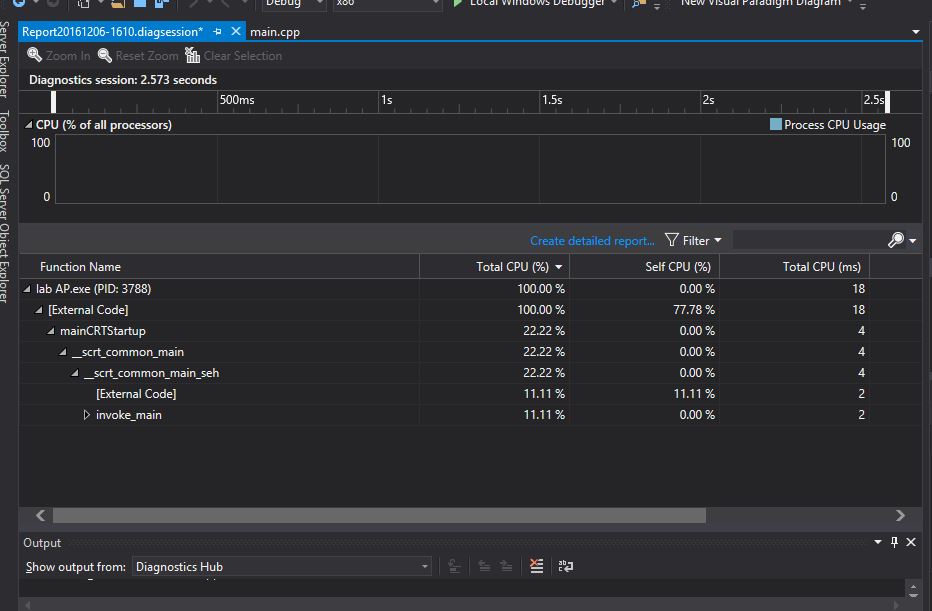 Debug x86 Local Windows Debugger New Visual Paradigm Diagram
Report20161206-1610.diagsession* main.cpp
Server Explorer
Toolbox
SQL Server Object Explorer
Zoom In Reset Zoom Clear Selection
Diagnostics session: 2.573 seconds
500ms 1s 1.5s 2s 2.5s
CPU (% of all processors) Process CPU Usage
100 100
0 0
Create detailed report... Filter
Function Name Total CPU (%) Self CPU (%) Total CPU (ms)
lab AP.exe (PID: 3788) 100.00 % 0.00 % 18
[External Code] 100.00 % 77.78 % 18
mainCRTStartup 22.22 % 0.00 % 4
__scrt_common_main 22.22 % 0.00 % 4
__scrt_common_main_seh 22.22 % 0.00 % 4
[External Code] 11.11 % 11.11 % 2
invoke_main 11.11 % 0.00 % 2
Output
Show output from: Diagnostics Hub